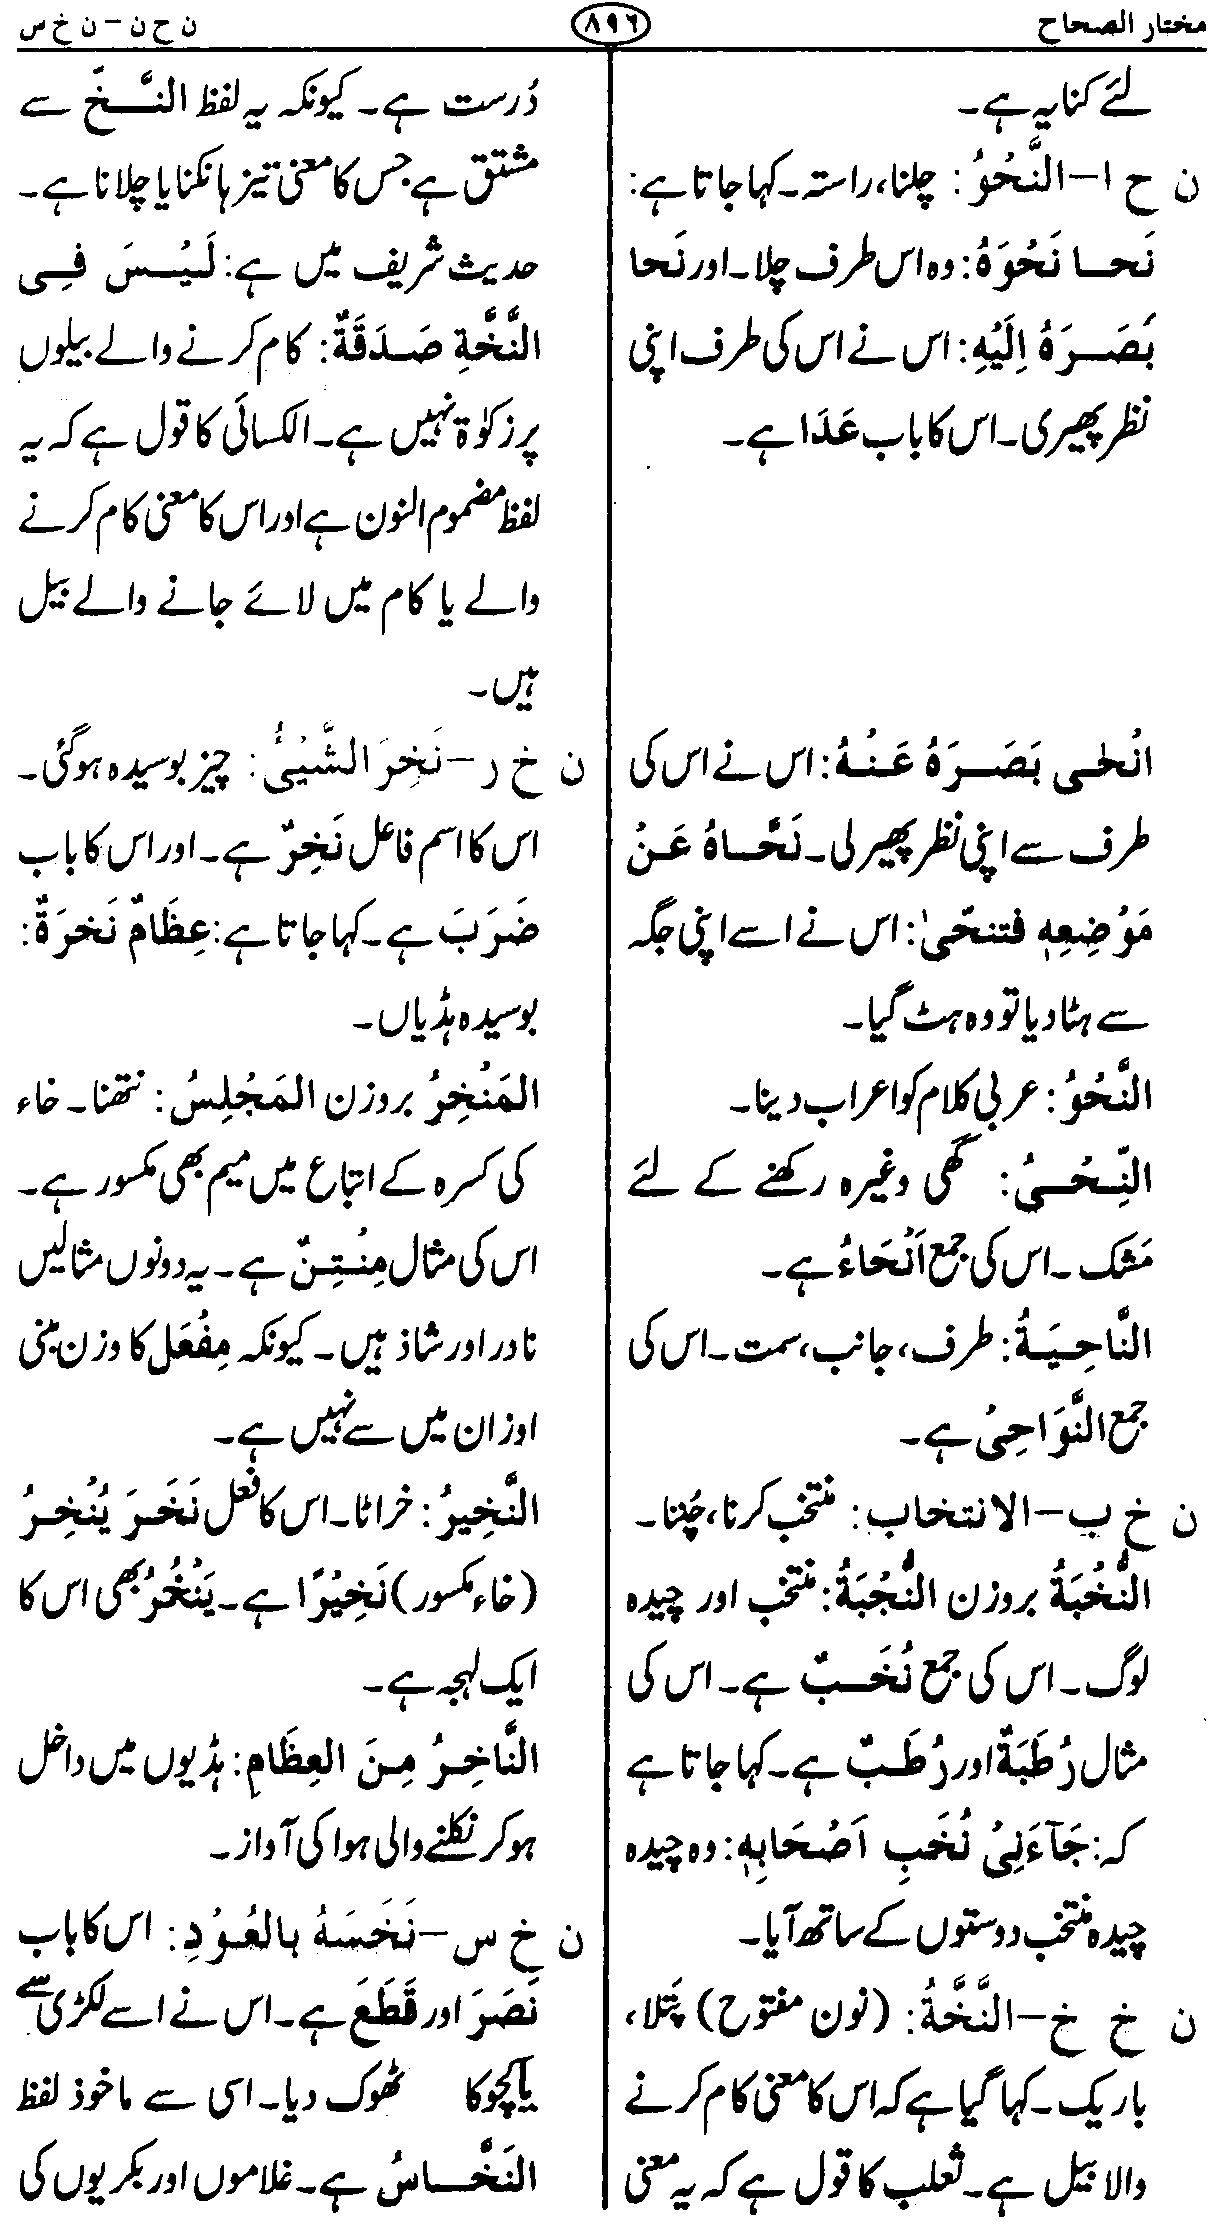 مختار الصحاح
۸۹۶
ن ح ن – ن خ س
لئے کنایہ ہے۔
ن ح ا – النَّحْوُ: چلنا، راستہ۔ کہا جاتا ہے:
نَحا نَحْوَهُ: وہ اس طرف چلا۔ اور نَحا
بَصَرَهُ اِلَيْهِ: اس نے اس کی طرف اپنی
نظر پھیری۔ اس کا باب عَدَا ہے۔
اَنْحٰى بَصَرَهُ عَنْهُ: اس نے اس کی
طرف سے اپنی نظر پھیر لی۔ نَحَّاهُ عَنْ
مَوْضِعِهٖ فتنحّىٰ: اس نے اسے اپنی جگہ
سے ہٹا دیا تو وہ ہٹ گیا۔
النَّحْوُ: عربی کلام کو اعراب دینا۔
النِّحْيُ: گھی وغیرہ رکھنے کے لئے
مَشک۔ اس کی جمع اَنْحَاءُ ہے۔
النَّاحِيَةُ: طرف، جانب، سمت۔ اس کی
جمع النَّوَاحِيْ ہے۔
ن خ ب – الانتخاب: منتخب کرنا، چُننا۔
النُّخْبَةُ بروزن النُّجْبَةُ: منتخب اور چیدہ
لوگ۔ اس کی جمع نُخَبٌ ہے۔ اس کی
مثال رُطَبَةٌ اور رُطَبٌ ہے۔ کہا جاتا ہے
کہ: جَآءَنِيْ نُخَبِ اَصْحَابِهٖ: وہ چیدہ
چیدہ منتخب دوستوں کے ساتھ آیا۔
ن خ خ – النَّخَّةُ: (نون مفتوح) پَتلا،
باریک۔ کہا گیا ہے کہ اس کا معنی کام کرنے
والا بیل ہے۔ ثعلب کا قول ہے کہ یہ معنی
دُرست ہے۔ کیونکہ یہ لفظ النَّخّ سے
مشتق ہے جس کا معنی تیز ہانکنا یا چلانا ہے۔
حدیث شریف میں ہے: لَيْسَ فِي
النَّخَّةِ صَدَقَةٌ: کام کرنے والے بیلوں
پر زکوٰۃ نہیں ہے۔ الکسائی کا قول ہے کہ یہ
لفظ مضموم النون ہے اور اس کا معنی کام کرنے
والے یا کام میں لائے جانے والے بیل
ہیں۔
ن خ ر – نَخِرَ الشَّيْئُ: چیز بوسیدہ ہو گئی۔
اس کا اسم فاعل نَخِرٌ ہے۔ اور اس کا باب
ضَرَبَ ہے۔ کہا جاتا ہے: عِظَامٌ نَخرَةٌ:
بوسیدہ ہڈیاں۔
المَنْخِرُ بروزن المَجْلِسُ: نتھنا۔ خاء
کی کسرہ کے اتباع میں میم بھی مکسور ہے۔
اس کی مثال مِنْتِنٌ ہے۔ یہ دونوں مثالیں
نادر اور شاذ ہیں۔ کیونکہ مِفْعَل کا وزن مبنی
اوزان میں سے نہیں ہے۔
النَّخِيرُ: خراٹا۔ اس کا فعل نَخَرَ يُنْخِرُ
(خاء مکسور) نَخِيْرًا ہے۔ يَنْخُرُ بھی اس کا
ایک لہجہ ہے۔
النَّاخِرُ مِنَ العِظَامِ: ہڈیوں میں داخل
ہو کر نکلنے والی ہوا کی آواز۔
ن خ س – نَخَسَهُ بالعُوْدِ: اس کا باب
نَصَرَ اور قَطَعَ ہے۔ اس نے اسے لکڑی سے
یا کچوکا ٹھوک دیا۔ اسی سے ماخوذ لفظ
النَخَّاسُ ہے۔ غلاموں اور بکریوں کی